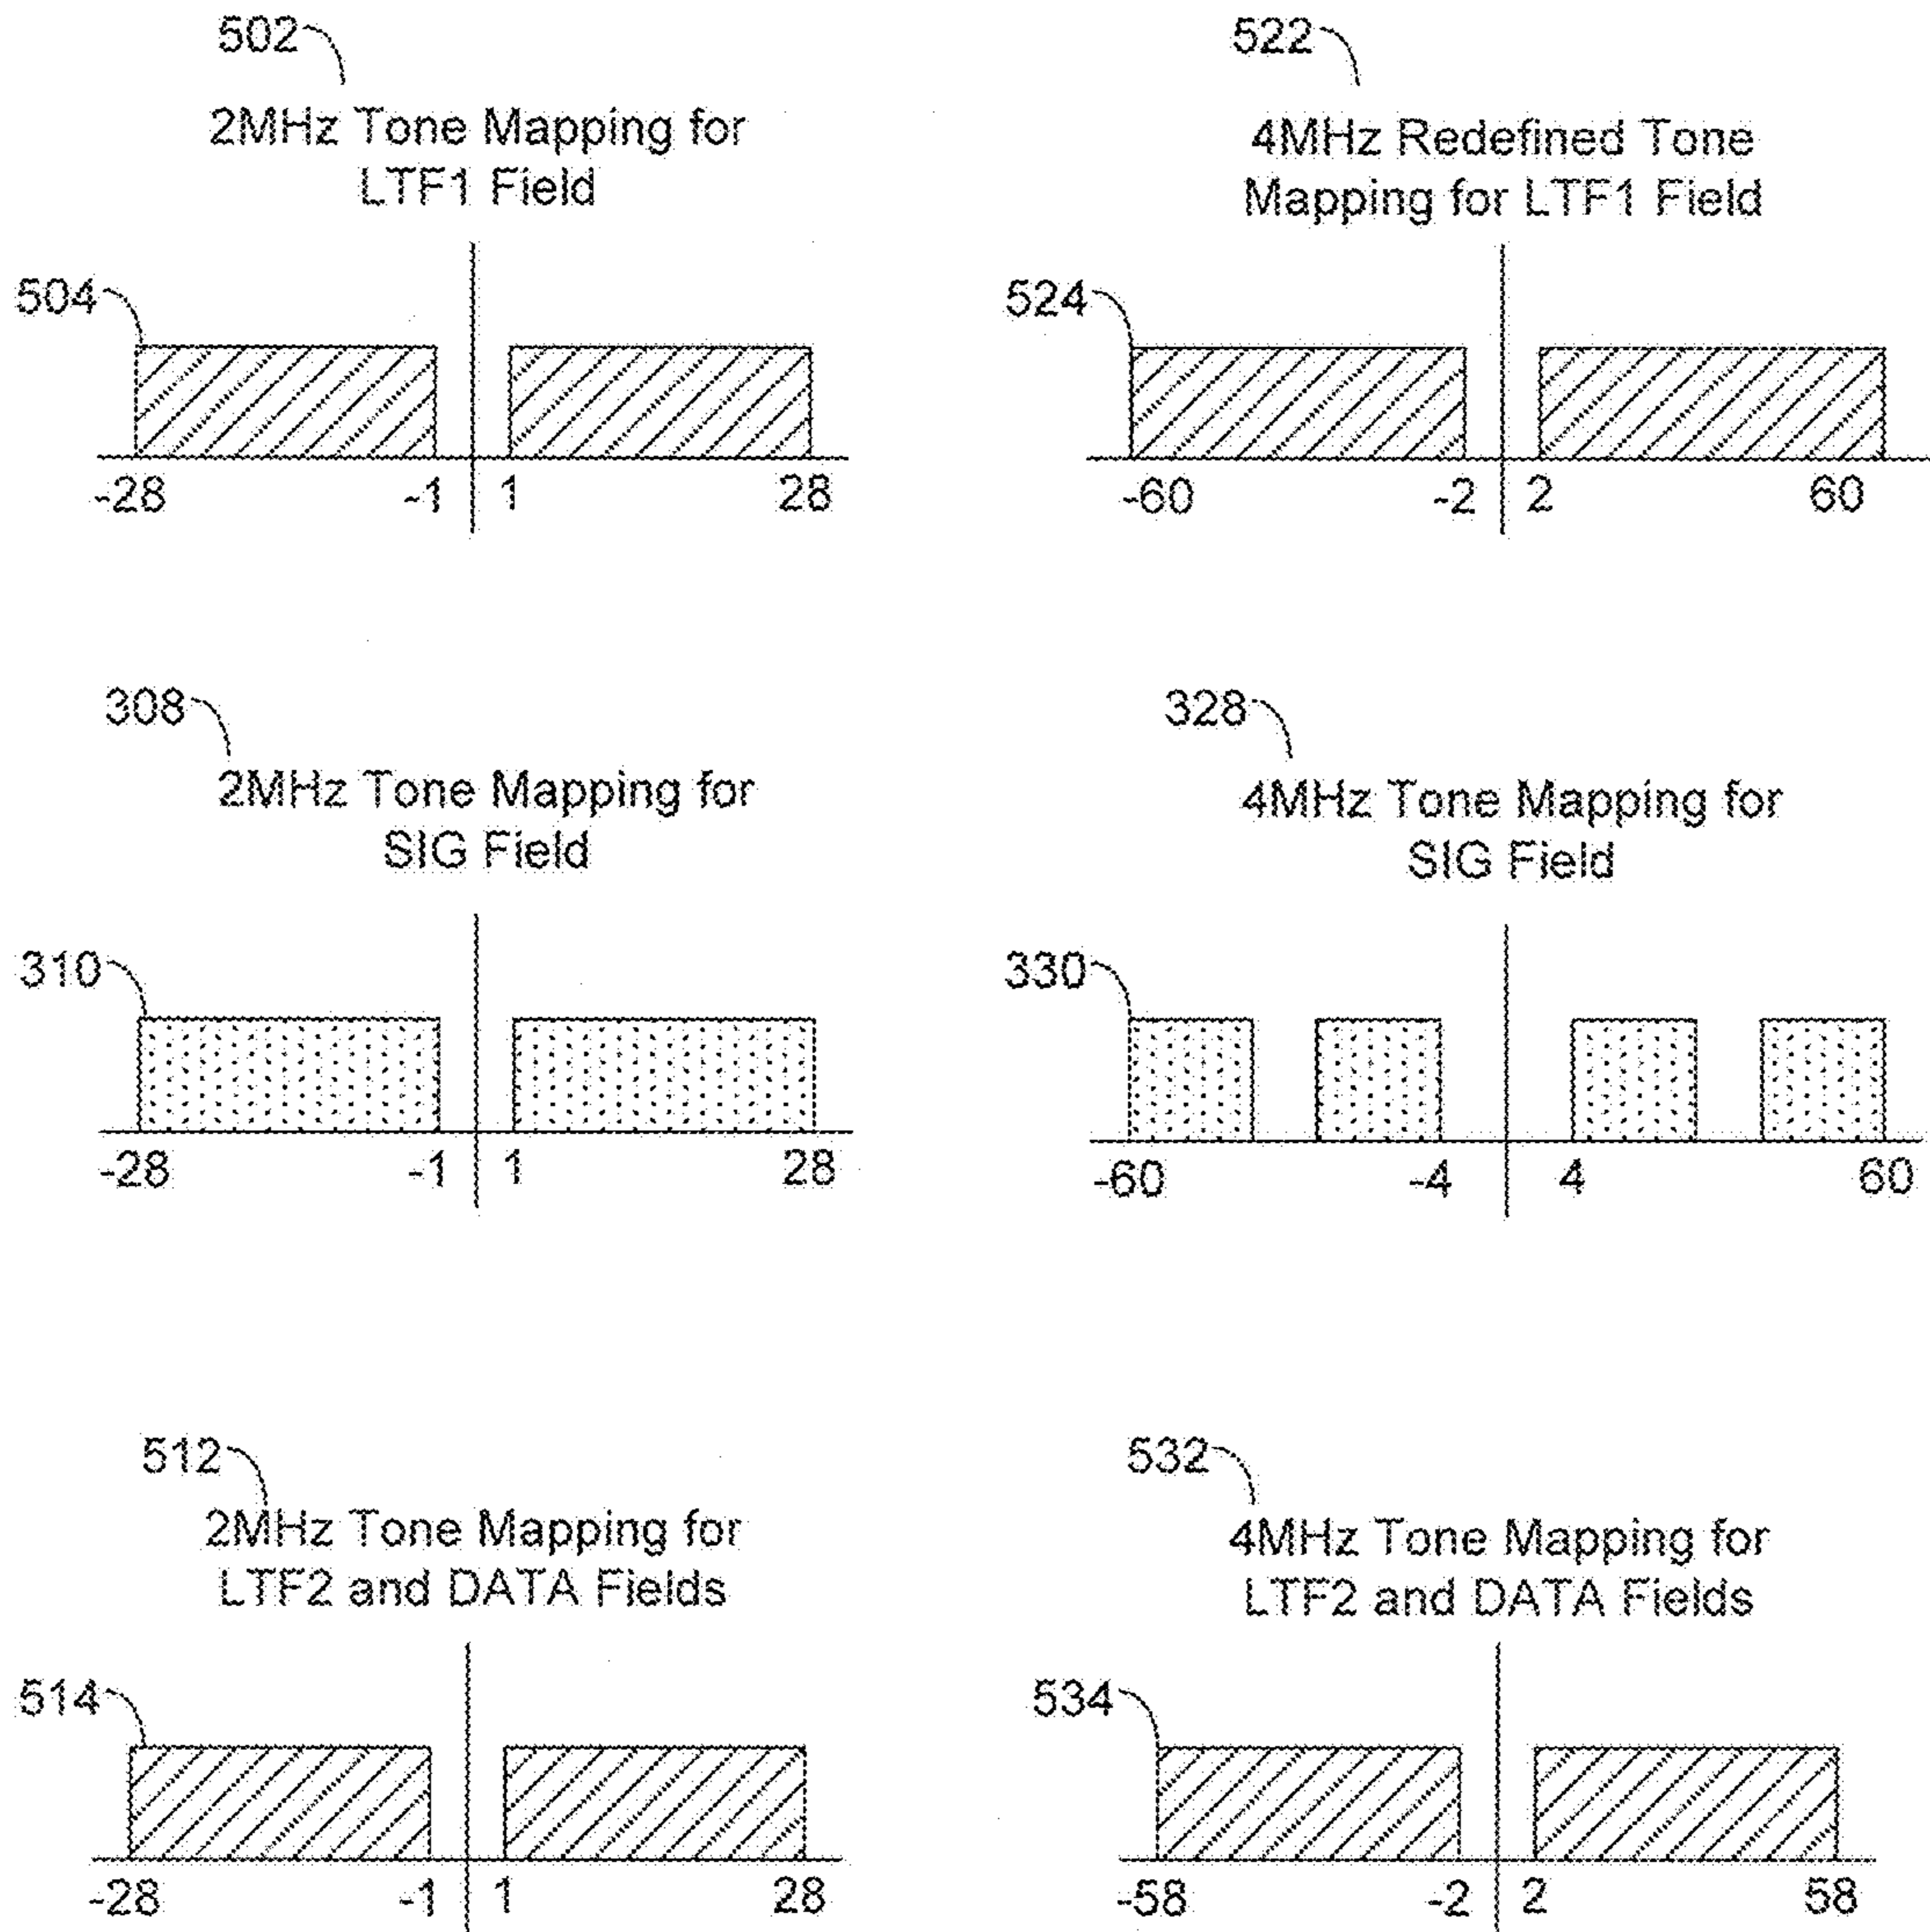 502
2MHz Tone Mapping for
LTF1 Field
504
-28 -1 1 28
522
4MHz Redefined Tone
Mapping for LTF1 Field
524
-60 -2 2 60
308
2MHz Tone Mapping for
SIG Field
310
-28 -1 1 28
328
4MHz Tone Mapping for
SIG Field
330
-60 -4 4 60
512
2MHz Tone Mapping for
LTF2 and DATA Fields
514
-28 -1 1 28
532
4MHz Tone Mapping for
LTF2 and DATA Fields
534
-58 -2 2 58